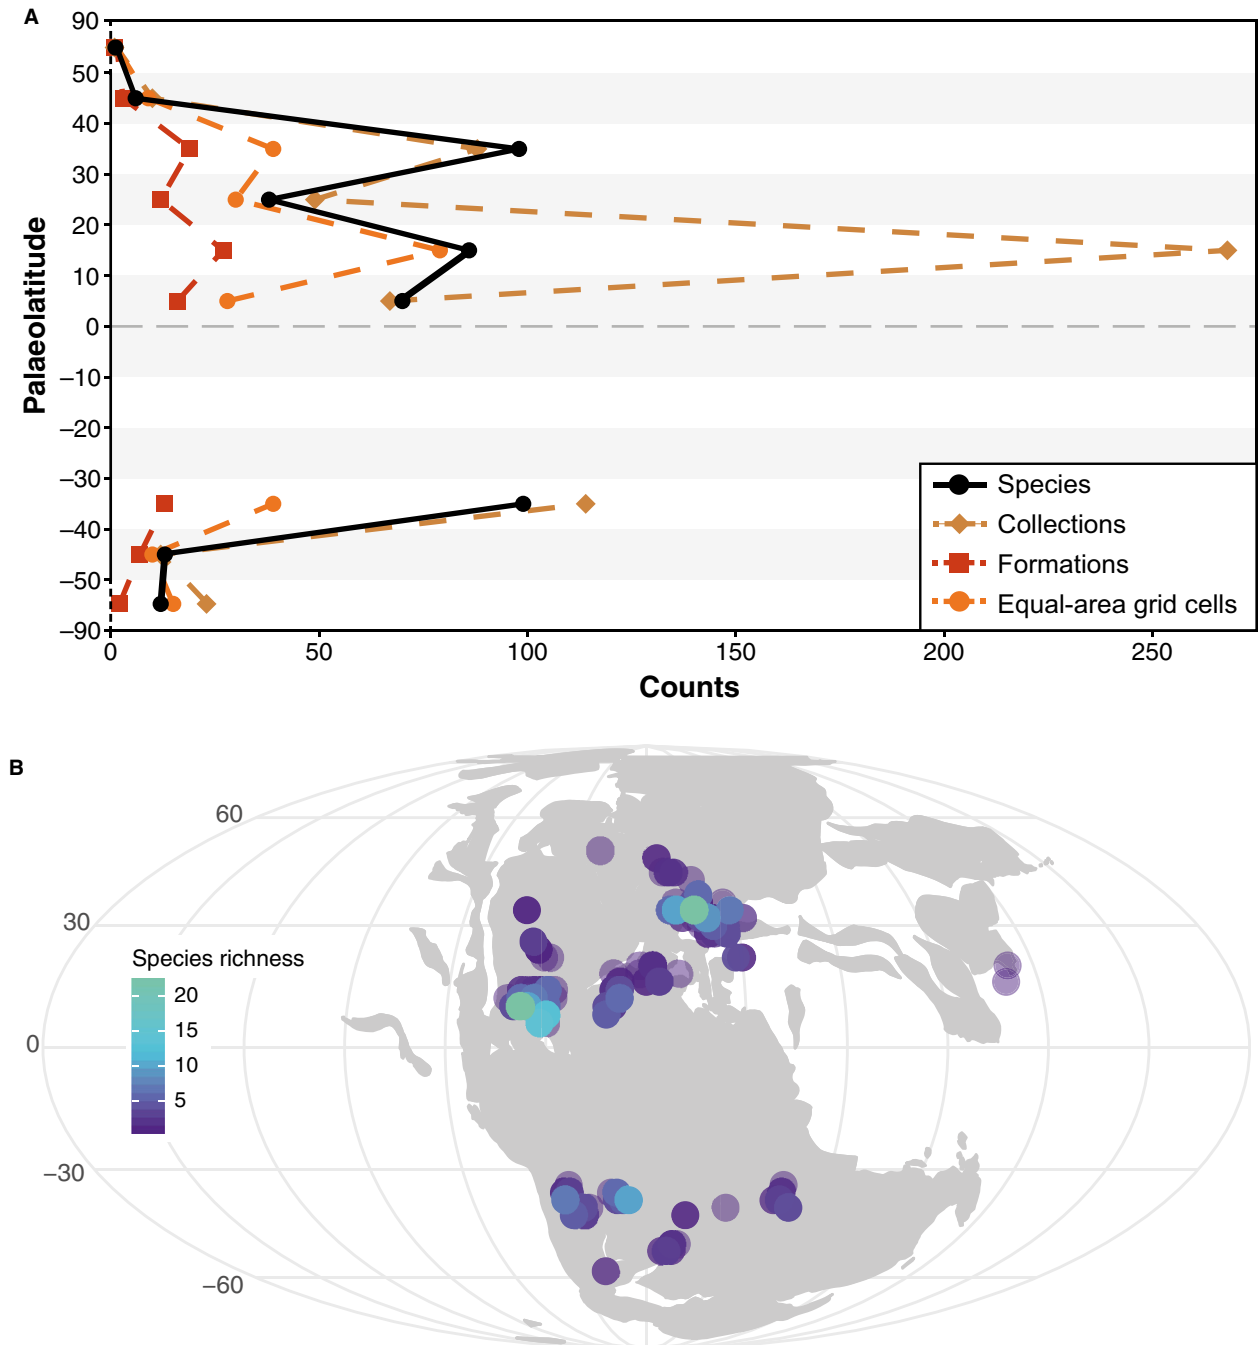 A
90
50
40
30
20
10
0
–10
–20
–30
–40
–50
–90
Palaeolatitude
0 50 100 150 200 250
Counts
Species
Collections
Formations
Equal-area grid cells
B
60
30
0
–30
–60
Species richness
20
15
10
5